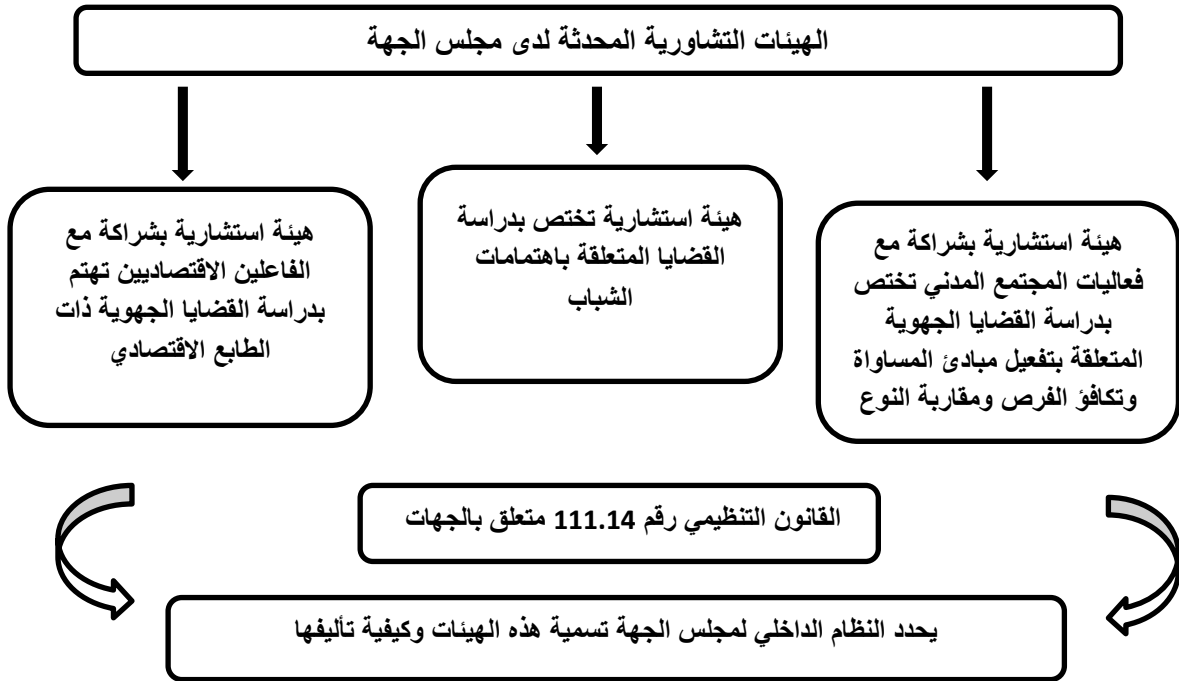 الهيئات التشاورية المحدثة لدى مجلس الجهة
هيئة استشارية بشراكة مع
فعاليات المجتمع المدني تختص
بدراسة القضايا الجهوية
المتعلقة بتفعيل مبادئ المساواة
وتكافؤ الفرص ومقاربة النوع
هيئة استشارية تختص بدراسة
القضايا المتعلقة باهتمامات
الشباب
هيئة استشارية بشراكة مع
الفاعلين الاقتصاديين تهتم
بدراسة القضايا الجهوية ذات
الطابع الاقتصادي
القانون التنظيمي رقم 111.14 متعلق بالجهات
يحدد النظام الداخلي لمجلس الجهة تسمية هذه الهيئات وكيفية تأليفها